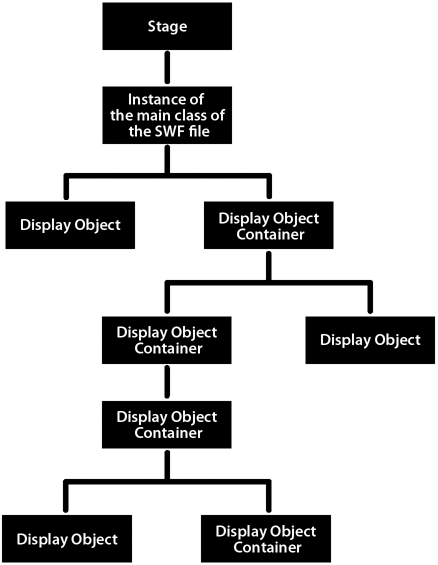 Stage
Instance of
the main class of
the SWF file
Display Object
Display Object
Container
Display Object
Container
Display Object
Display Object
Container
Display Object
Display Object
Container